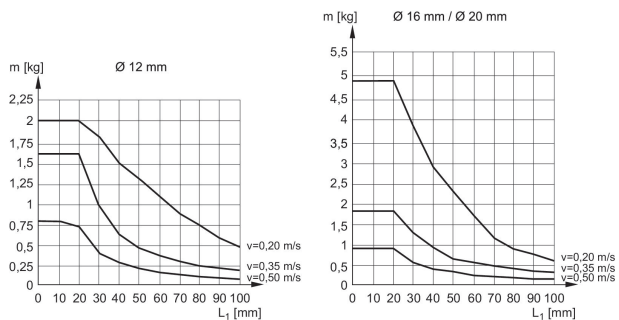 m [kg] Ø 12 mm
2,25
2
1,75
1,5
1,25
1
0,75
0,5
0,25
0
v=0,20 m/s
v=0,35 m/s
v=0,50 m/s
0 10 20 30 40 50 60 70 80 90 100
L1 [mm]
m [kg] Ø 16 mm / Ø 20 mm
5,5
5
4,5
4
3,5
3
2,5
2
1,5
1
0,5
0
v=0,20 m/s
v=0,35 m/s
v=0,50 m/s
0 10 20 30 40 50 60 70 80 90 100
L1 [mm]